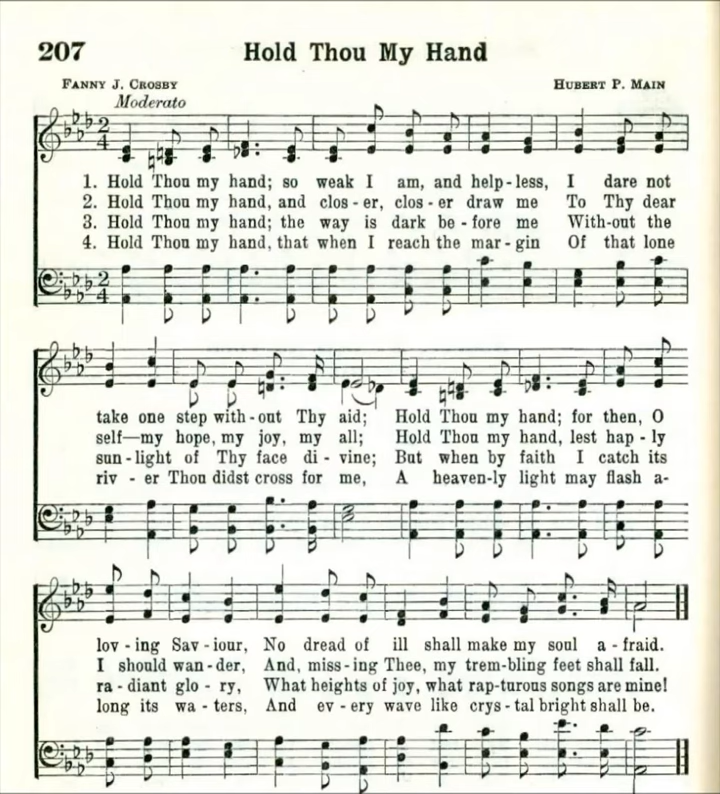 207
Hold Thou My Hand
Fanny J. Crosby
Hubert P. Main
Moderato
2
4
1. Hold Thou my hand; so weak I am, and help-less, I dare not
2. Hold Thou my hand, and clos-er, clos-er draw me To Thy dear
3. Hold Thou my hand; the way is dark be-fore me With-out the
4. Hold Thou my hand, that when I reach the mar-gin Of that lone
2
4
take one step with-out Thy aid; Hold Thou my hand; for then, O
self—my hope, my joy, my all; Hold Thou my hand, lest hap-ly
sun-light of Thy face di-vine; But when by faith I catch its
riv-er Thou didst cross for me, A heaven-ly light may flash a-
lov-ing Sav-iour, No dread of ill shall make my soul a-fraid.
I should wan-der, And, miss-ing Thee, my trem-bling feet shall fall.
ra-diant glo-ry, What heights of joy, what rap-turous songs are mine!
long its wa-ters, And ev-ery wave like crys-tal bright shall be.